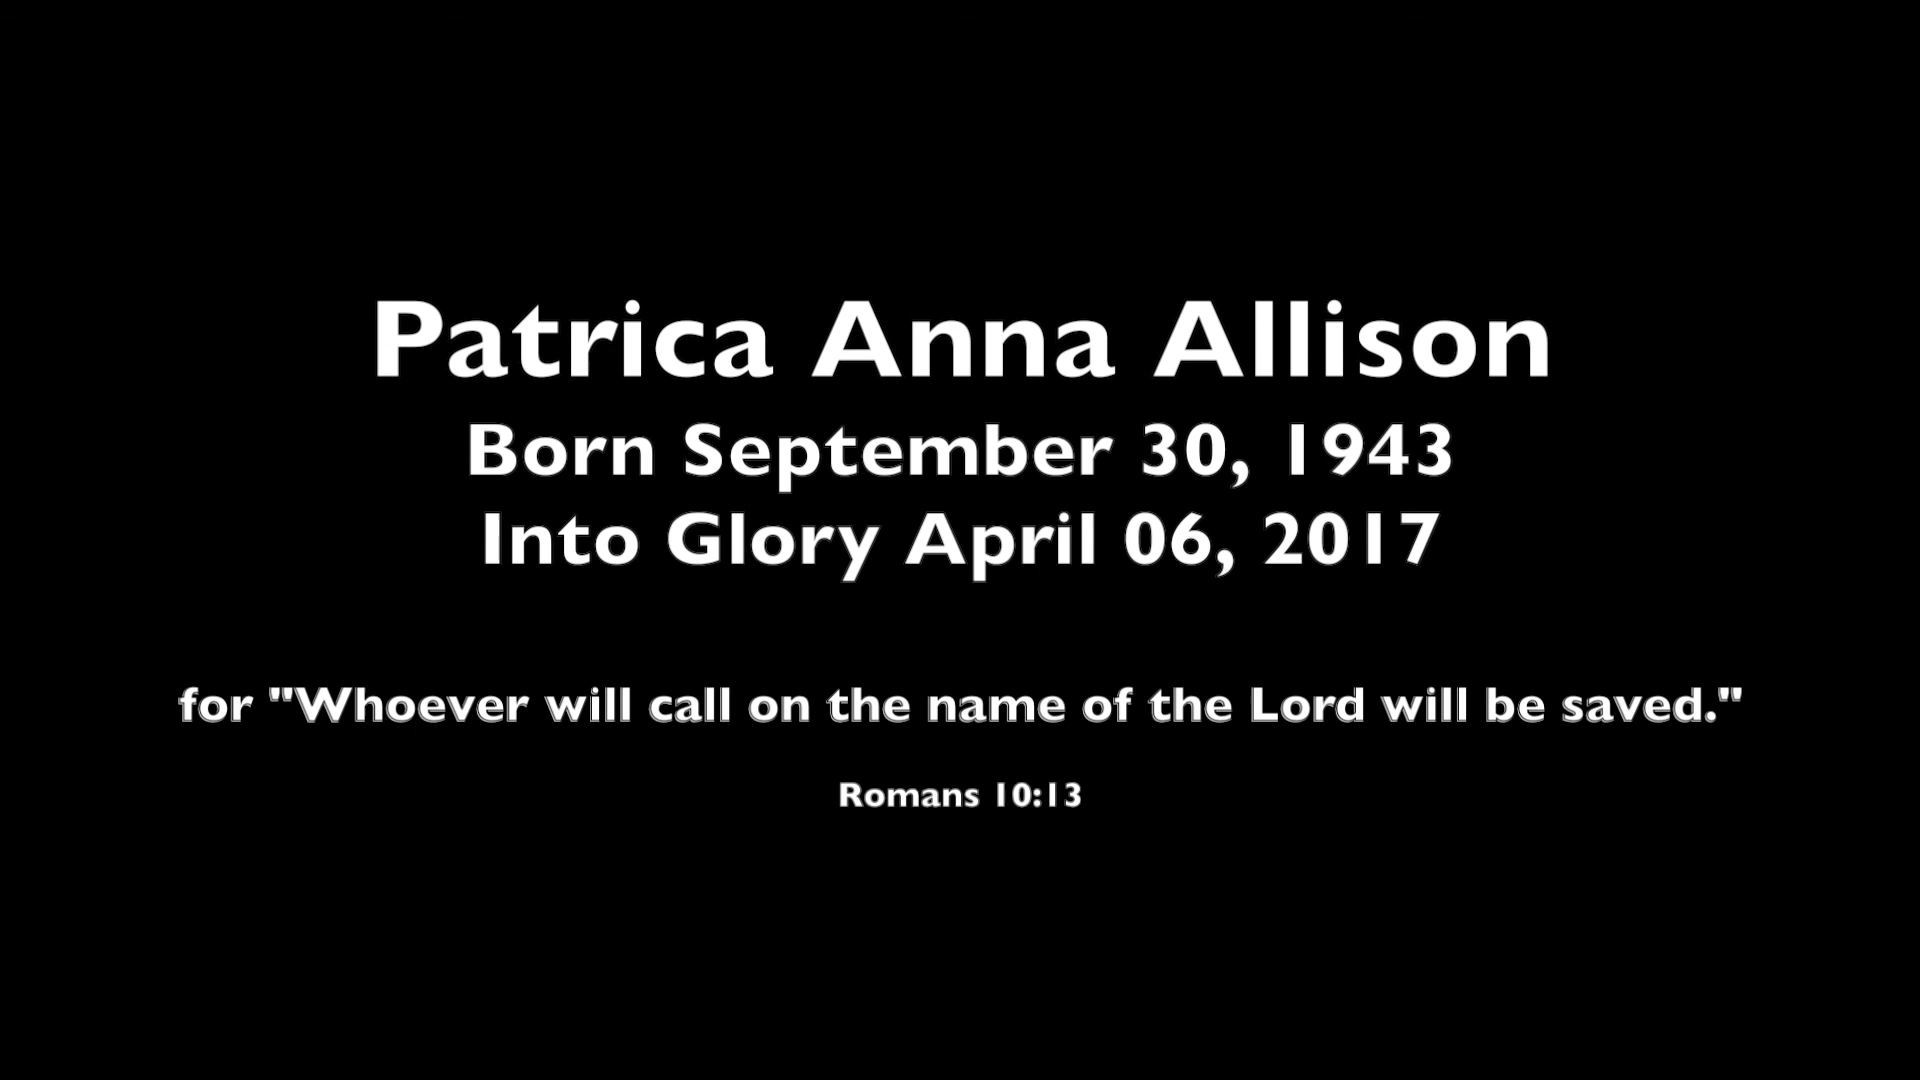 Patrica Anna Allison
Born September 30, 1943
Into Glory April 06, 2017
for "Whoever will call on the name of the Lord will be saved."
Romans 10:13